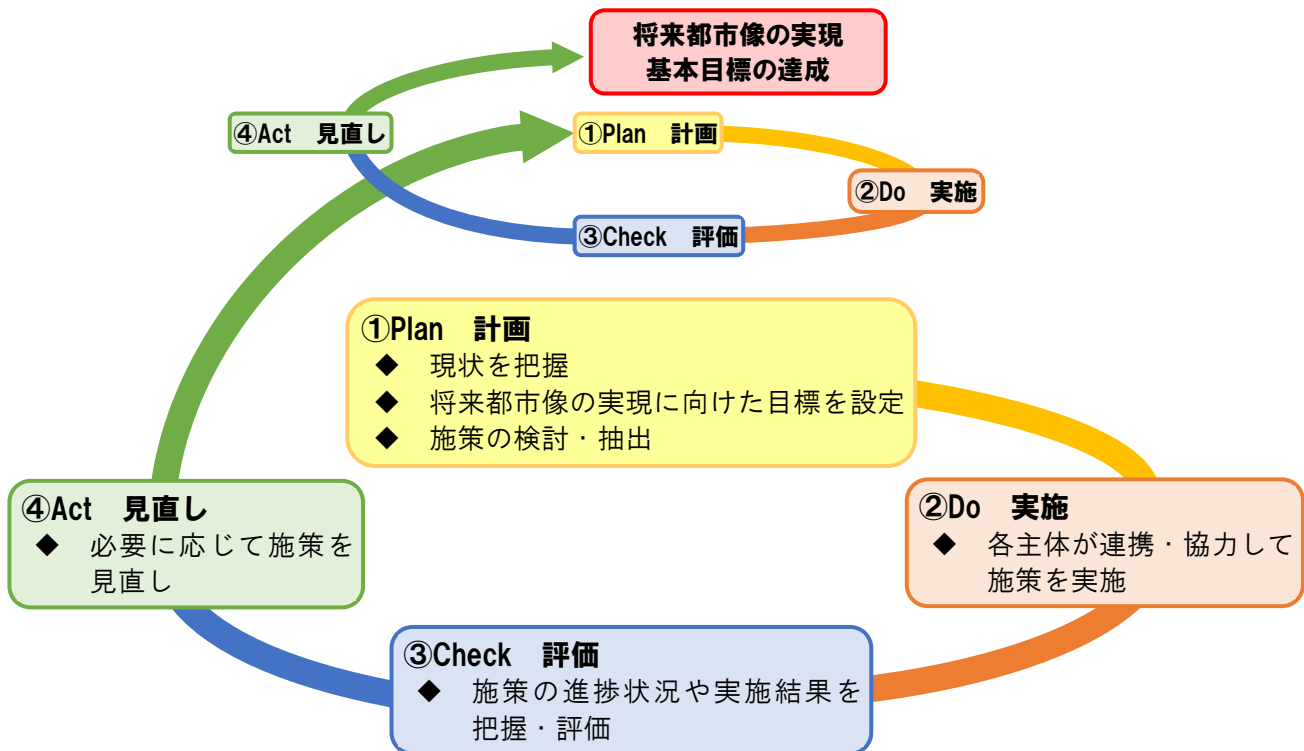 将来都市像の実現
基本目標の達成
④Act　見直し
①Plan　計画
②Do　実施
③Check　評価
①Plan　計画
◆　現状を把握
◆　将来都市像の実現に向けた目標を設定
◆　施策の検討・抽出
④Act　見直し
◆　必要に応じて施策を
見直し
②Do　実施
◆　各主体が連携・協力して
施策を実施
③Check　評価
◆　施策の進捗状況や実施結果を
把握・評価